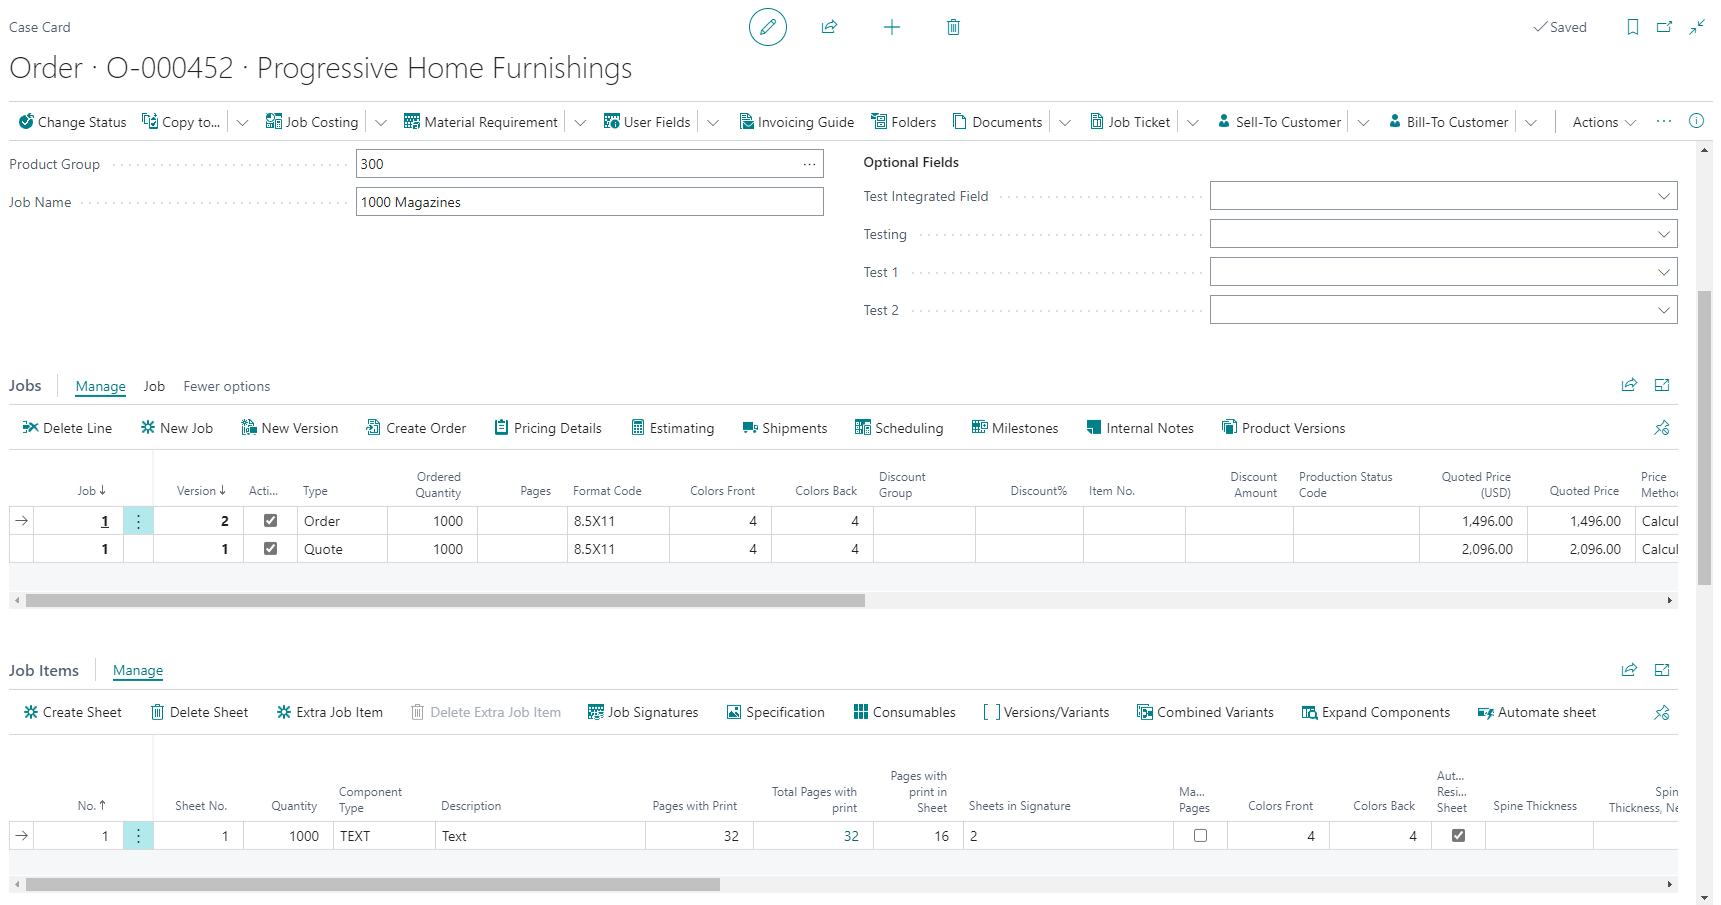 Case Card
Saved
Order · O-000452 · Progressive Home Furnishings
Change Status Copy to... Job Costing Material Requirement User Fields Invoicing Guide Folders Documents Job Ticket Sell-To Customer Bill-To Customer Actions ...
Product Group 300 ...
Job Name 1000 Magazines
Optional Fields
Test Integrated Field
Testing
Test 1
Test 2
Jobs Manage Job Fewer options
Delete Line New Job New Version Create Order Pricing Details Estimating Shipments Scheduling Milestones Internal Notes Product Versions
Job ↓ Version ↓ Acti... Type Ordered Quantity Pages Format Code Colors Front Colors Back Discount Group Discount% Item No. Discount Amount Production Status Code Quoted Price (USD) Quoted Price Price Method
1 2 Order 1000 8.5X11 4 4 1,496.00 1,496.00 Calcul
1 1 Quote 1000 8.5X11 4 4 2,096.00 2,096.00 Calcul
Job Items Manage
Create Sheet Delete Sheet Extra Job Item Delete Extra Job Item Job Signatures Specification Consumables Versions/Variants Combined Variants Expand Components Automate sheet
No. ↑ Sheet No. Quantity Component Type Description Pages with Print Total Pages with print Pages with print in Sheet Sheets in Signature Ma... Pages Colors Front Colors Back Aut... Resi... Sheet Spine Thickness Spin Thickness, Ne
1 1 1000 TEXT Text 32 32 16 2 4 4